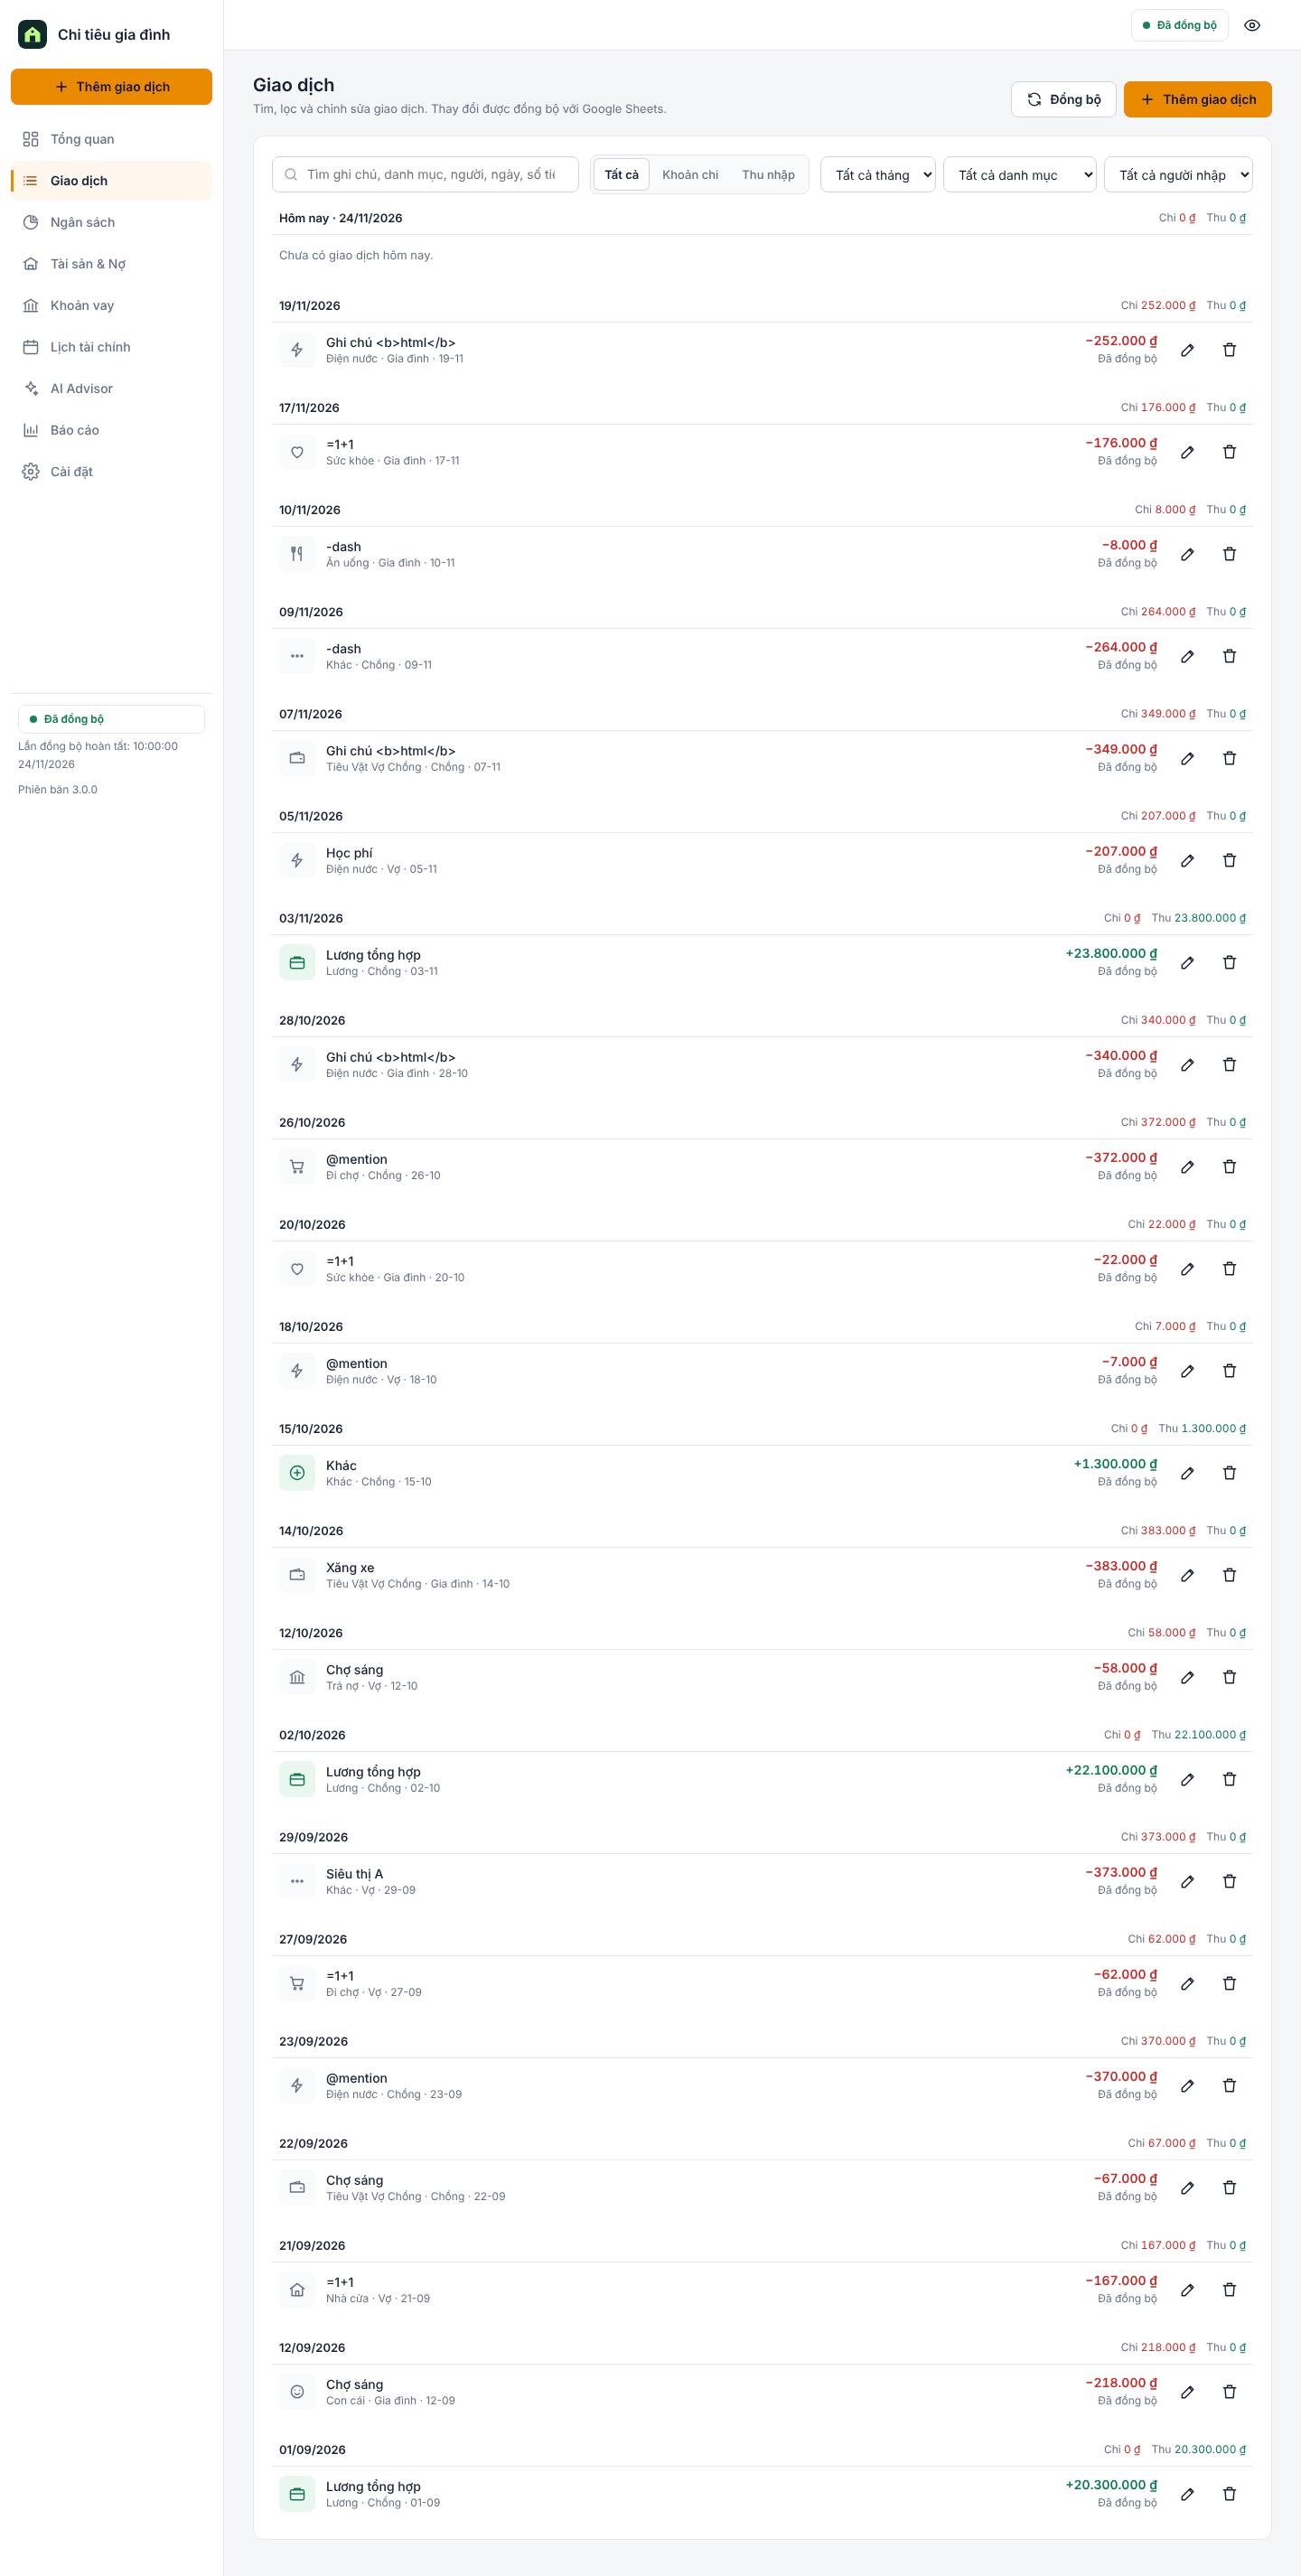 Chi tiêu gia đình
Đã đồng bộ
Thêm giao dịch
Tổng quan
Giao dịch
Ngân sách
Tài sản & Nợ
Khoản vay
Lịch tài chính
AI Advisor
Báo cáo
Cài đặt
Đã đồng bộ
Lần đồng bộ hoàn tất: 10:00:00
24/11/2026
Phiên bản 3.0.0
Giao dịch
Tìm, lọc và chỉnh sửa giao dịch. Thay đổi được đồng bộ với Google Sheets.
Đồng bộ Thêm giao dịch
Tìm ghi chú, danh mục, người, ngày, số tiề Tất cả Khoản chi Thu nhập Tất cả tháng Tất cả danh mục Tất cả người nhập
Hôm nay · 24/11/2026 Chi 0 ₫ Thu 0 ₫
Chưa có giao dịch hôm nay.
19/11/2026 Chi 252.000 ₫ Thu 0 ₫
Ghi chú <b>html</b> −252.000 ₫
Điện nước · Gia đình · 19-11 Đã đồng bộ
17/11/2026 Chi 176.000 ₫ Thu 0 ₫
=1+1 −176.000 ₫
Sức khỏe · Gia đình · 17-11 Đã đồng bộ
10/11/2026 Chi 8.000 ₫ Thu 0 ₫
-dash −8.000 ₫
Ăn uống · Gia đình · 10-11 Đã đồng bộ
09/11/2026 Chi 264.000 ₫ Thu 0 ₫
-dash −264.000 ₫
Khác · Chồng · 09-11 Đã đồng bộ
07/11/2026 Chi 349.000 ₫ Thu 0 ₫
Ghi chú <b>html</b> −349.000 ₫
Tiêu Vặt Vợ Chồng · Chồng · 07-11 Đã đồng bộ
05/11/2026 Chi 207.000 ₫ Thu 0 ₫
Học phí −207.000 ₫
Điện nước · Vợ · 05-11 Đã đồng bộ
03/11/2026 Chi 0 ₫ Thu 23.800.000 ₫
Lương tổng hợp +23.800.000 ₫
Lương · Chồng · 03-11 Đã đồng bộ
28/10/2026 Chi 340.000 ₫ Thu 0 ₫
Ghi chú <b>html</b> −340.000 ₫
Điện nước · Gia đình · 28-10 Đã đồng bộ
26/10/2026 Chi 372.000 ₫ Thu 0 ₫
@mention −372.000 ₫
Đi chợ · Chồng · 26-10 Đã đồng bộ
20/10/2026 Chi 22.000 ₫ Thu 0 ₫
=1+1 −22.000 ₫
Sức khỏe · Gia đình · 20-10 Đã đồng bộ
18/10/2026 Chi 7.000 ₫ Thu 0 ₫
@mention −7.000 ₫
Điện nước · Vợ · 18-10 Đã đồng bộ
15/10/2026 Chi 0 ₫ Thu 1.300.000 ₫
Khác +1.300.000 ₫
Khác · Chồng · 15-10 Đã đồng bộ
14/10/2026 Chi 383.000 ₫ Thu 0 ₫
Xăng xe −383.000 ₫
Tiêu Vặt Vợ Chồng · Gia đình · 14-10 Đã đồng bộ
12/10/2026 Chi 58.000 ₫ Thu 0 ₫
Chợ sáng −58.000 ₫
Trả nợ · Vợ · 12-10 Đã đồng bộ
02/10/2026 Chi 0 ₫ Thu 22.100.000 ₫
Lương tổng hợp +22.100.000 ₫
Lương · Chồng · 02-10 Đã đồng bộ
29/09/2026 Chi 373.000 ₫ Thu 0 ₫
Siêu thị A −373.000 ₫
Khác · Vợ · 29-09 Đã đồng bộ
27/09/2026 Chi 62.000 ₫ Thu 0 ₫
=1+1 −62.000 ₫
Đi chợ · Vợ · 27-09 Đã đồng bộ
23/09/2026 Chi 370.000 ₫ Thu 0 ₫
@mention −370.000 ₫
Điện nước · Chồng · 23-09 Đã đồng bộ
22/09/2026 Chi 67.000 ₫ Thu 0 ₫
Chợ sáng −67.000 ₫
Tiêu Vặt Vợ Chồng · Chồng · 22-09 Đã đồng bộ
21/09/2026 Chi 167.000 ₫ Thu 0 ₫
=1+1 −167.000 ₫
Nhà cửa · Vợ · 21-09 Đã đồng bộ
12/09/2026 Chi 218.000 ₫ Thu 0 ₫
Chợ sáng −218.000 ₫
Con cái · Gia đình · 12-09 Đã đồng bộ
01/09/2026 Chi 0 ₫ Thu 20.300.000 ₫
Lương tổng hợp +20.300.000 ₫
Lương · Chồng · 01-09 Đã đồng bộ